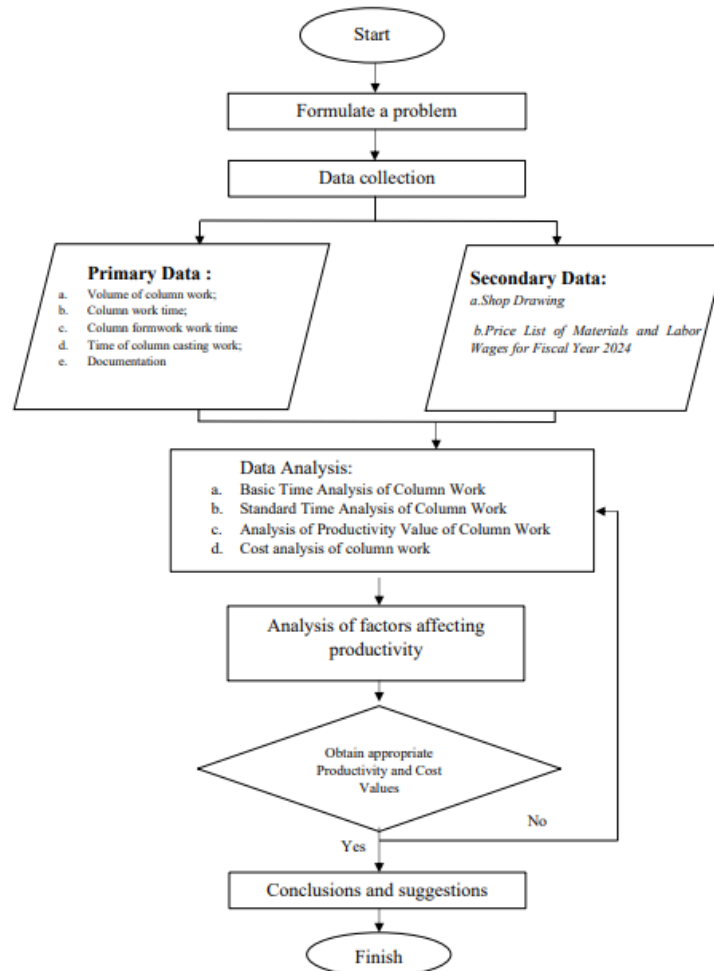 Start
Formulate a problem
Data collection
Primary Data :
a. Volume of column work;
b. Column work time;
c. Column formwork work time
d. Time of column casting work;
e. Documentation
Secondary Data:
a.Shop Drawing
b.Price List of Materials and Labor
Wages for Fiscal Year 2024
Data Analysis:
a. Basic Time Analysis of Column Work
b. Standard Time Analysis of Column Work
c. Analysis of Productivity Value of Column Work
d. Cost analysis of column work
Analysis of factors affecting
productivity
Obtain appropriate
Productivity and Cost
Values
No
Yes
Conclusions and suggestions
Finish